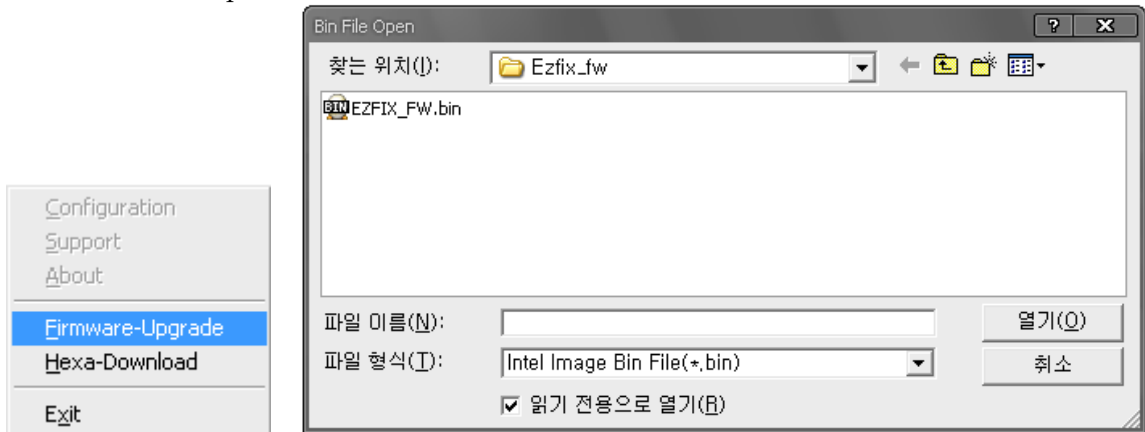 Bin File Open
찾는 위치(I):
Ezfix_fw
BIN EZFIX_FW.bin
Configuration
Support
About
Firmware-Upgrade
Hexa-Download
Exit
파일 이름(N):
열기(O)
파일 형식(T):
Intel Image Bin File(*.bin)
취소
읽기 전용으로 열기(R)